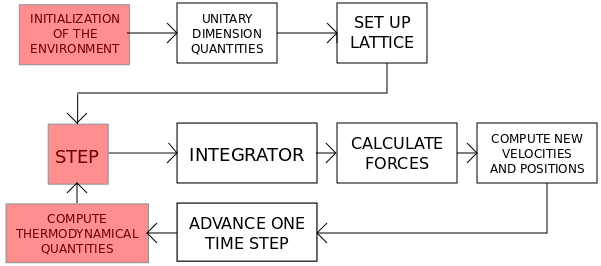 INITIALIZATION
OF THE
ENVIRONMENT
UNITARY
DIMENSION
QUANTITIES
SET UP
LATTICE
STEP
INTEGRATOR
CALCULATE
FORCES
COMPUTE NEW
VELOCITIES
AND POSITIONS
ADVANCE ONE
TIME STEP
COMPUTE
THERMODYNAMICAL
QUANTITIES